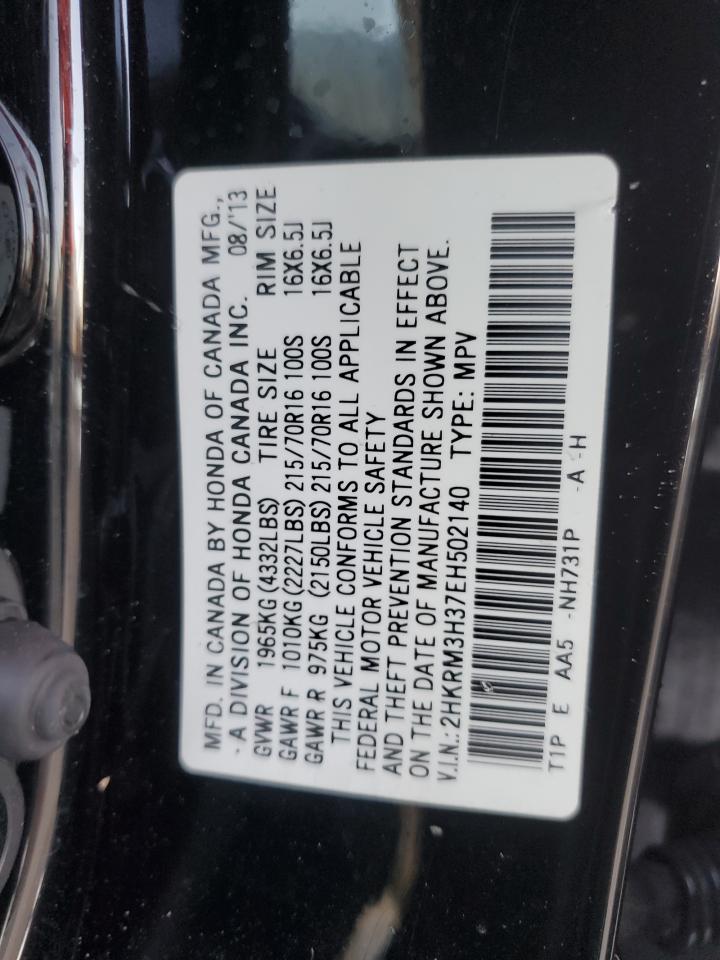 MFD. IN CANADA BY HONDA OF CANADA MFG.,
-A DIVISION OF HONDA CANADA INC. 08/'13
GVWR 1965KG(4332LBS) TIRE SIZE RIM SIZE
GAWR F 1010KG(2227LBS) 215/70R16 100S 16X6.5J
GAWR R 975KG (2150LBS) 215/70R16 100S 16X6.5J
THIS VEHICLE CONFORMS TO ALL APPLICABLE
FEDERAL MOTOR VEHICLE SAFETY
AND THEFT PREVENTION STANDARDS IN EFFECT
ON THE DATE OF MANUFACTURE SHOWN ABOVE.
V.I.N.: 2HKRM3H37EH502140 TYPE: MPV
T1P E AA5 -NH731P -A -H